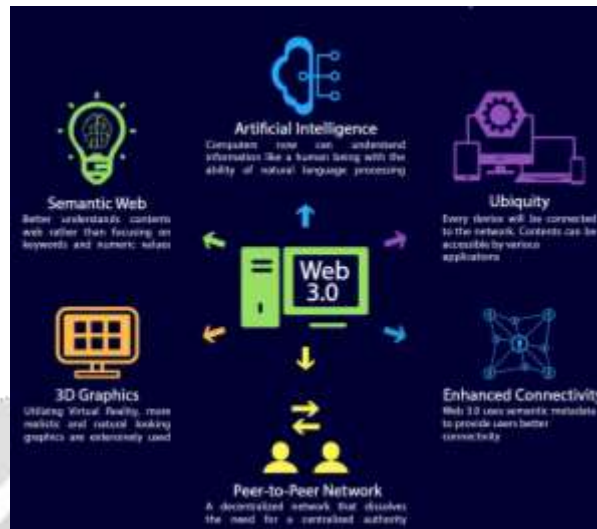 Artificial Intelligence
Computers now can understand
information like a human being with the
ability of natural language processing
Semantic Web
Better understands contents
web rather than focusing on
keywords and numeric values
Ubiquity
Every device will be connected
to the network. Contents can be
accessible by various
applications
Web
3.0
3D Graphics
Utilizing Virtual Reality, more
realistic and natural looking
graphics are extensively used
Enhanced Connectivity
Web 3.0 uses semantic metadata
to provide users better
connectivity
Peer-to-Peer Network
A decentralized network that dissolves
the need for a centralized authority